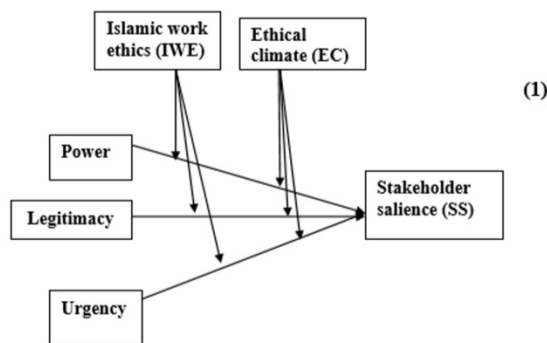 Islamic work
ethics (IWE)
Ethical
climate (EC)
(1)
Power
Stakeholder
salience (SS)
Legitimacy
Urgency